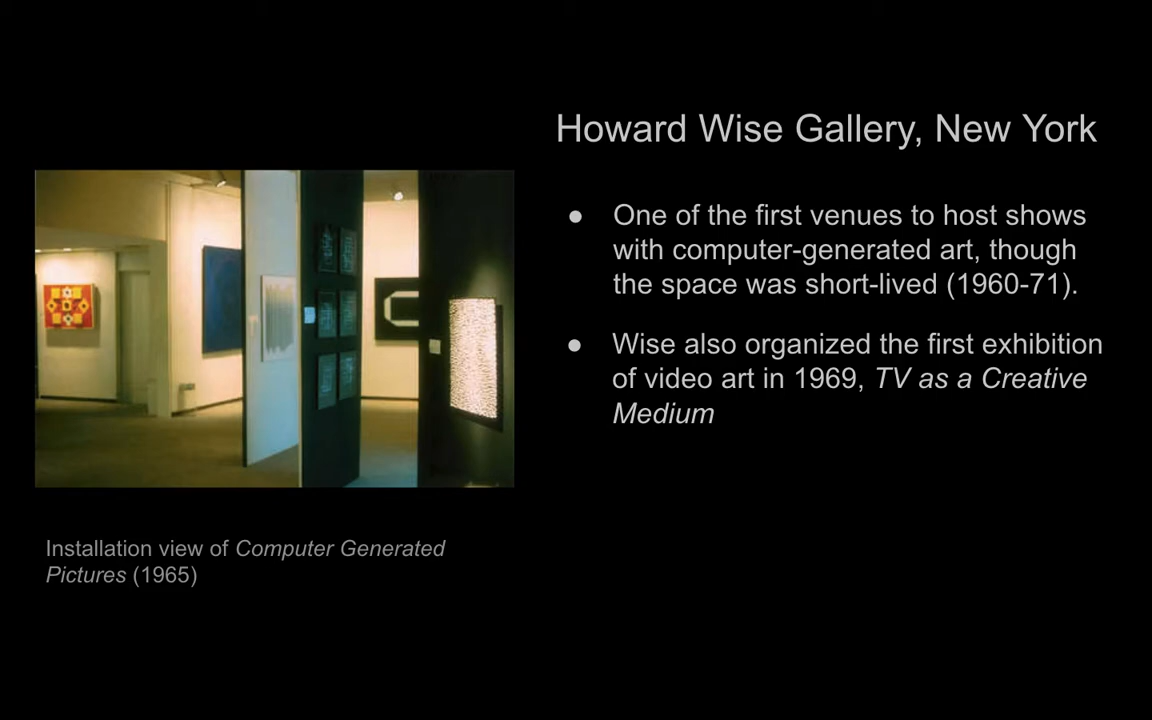 Howard Wise Gallery, New York
● One of the first venues to host shows
with computer-generated art, though
the space was short-lived (1960-71).
● Wise also organized the first exhibition
of video art in 1969, TV as a Creative
Medium
Installation view of Computer Generated
Pictures (1965)